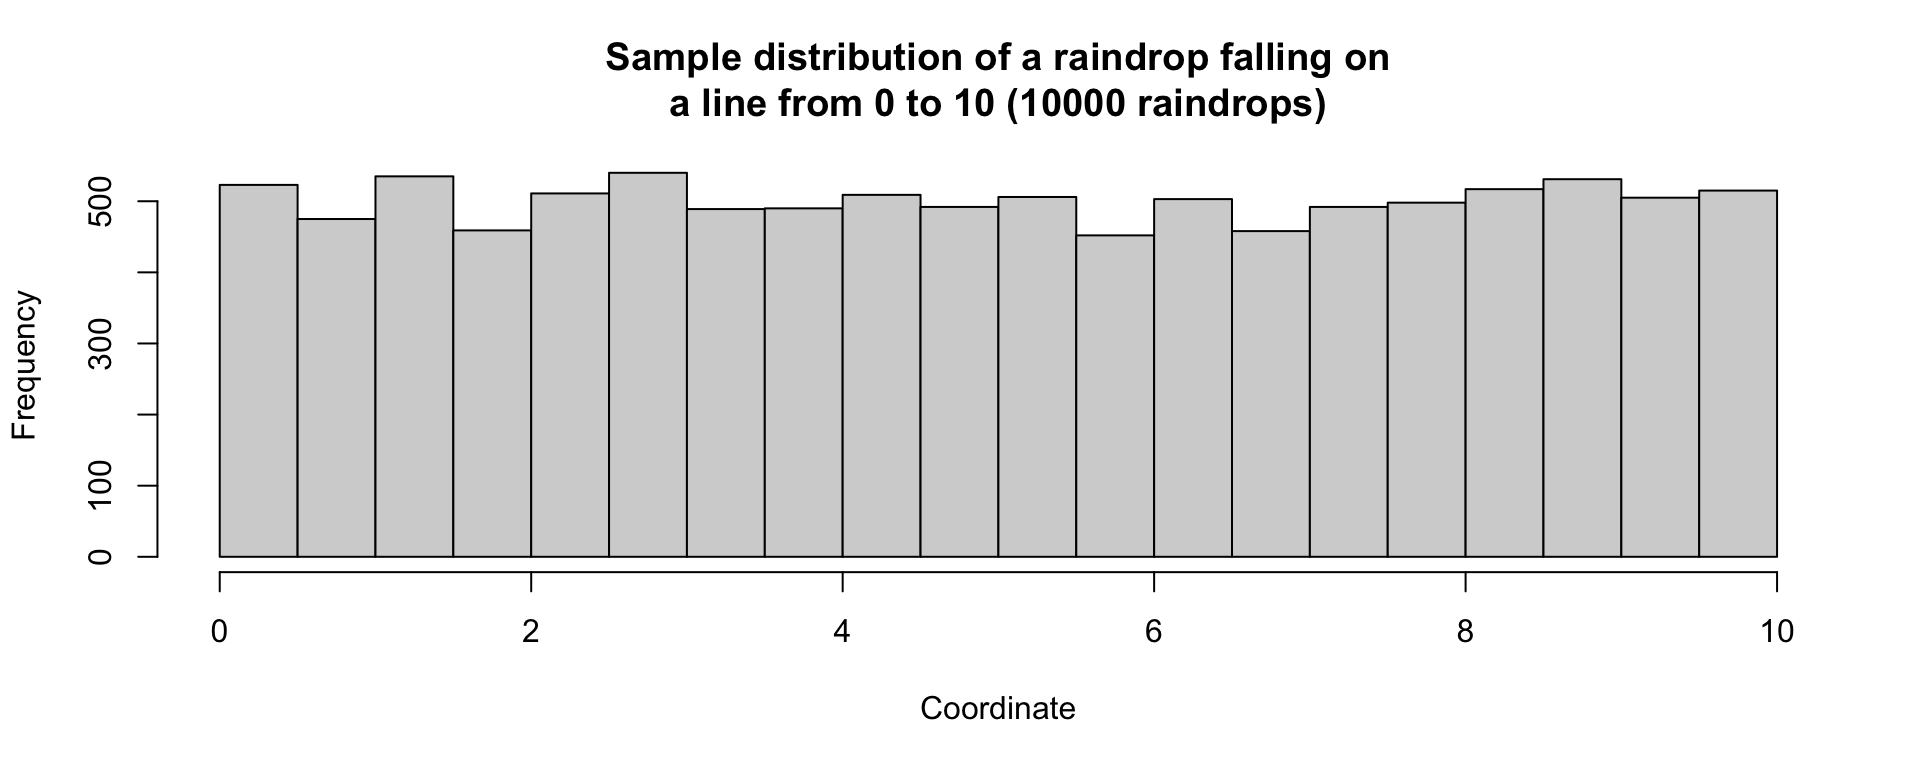 Sample distribution of a raindrop falling on
a line from 0 to 10 (10000 raindrops)
Frequency
500
300
100
0
0 2 4 6 8 10
Coordinate